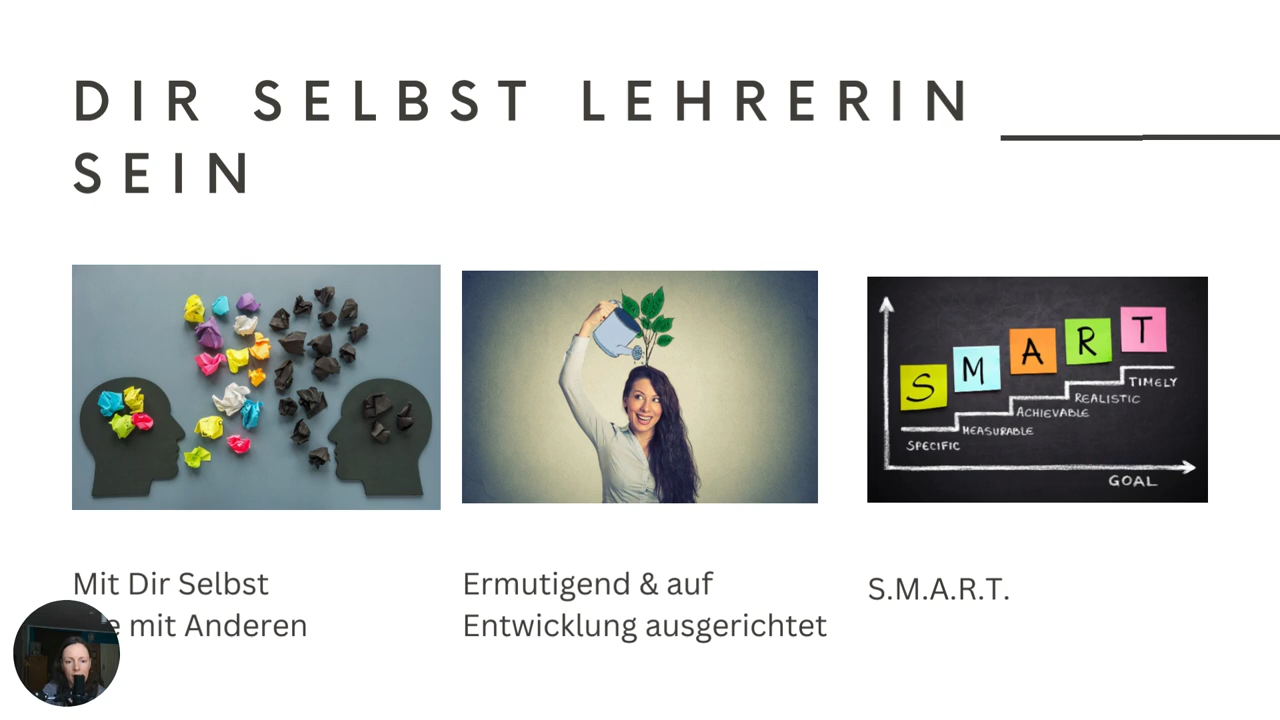 DIR SELBST LEHRERIN
SEIN
S
M
A
R
T
TIMELY
REALISTIC
ACHIEVABLE
MEASURABLE
SPECIFIC
GOAL
Mit Dir Selbst
mit Anderen
Ermutigend & auf
Entwicklung ausgerichtet
S.M.A.R.T.